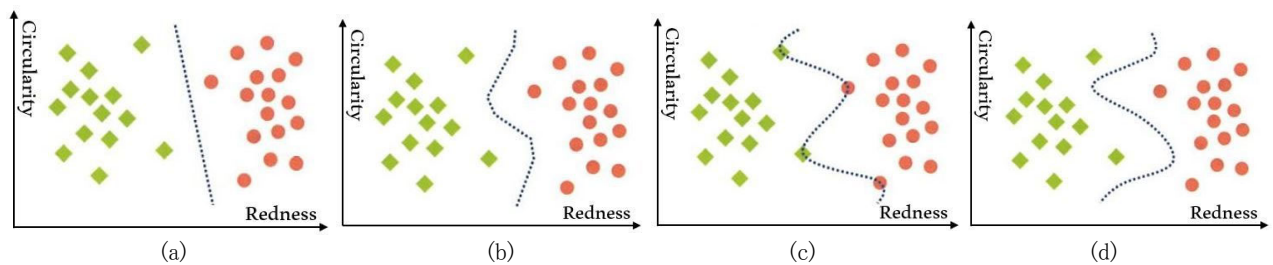 Circularity
Redness
(a)
Circularity
Redness
(b)
Circularity
Redness
(c)
Circularity
Redness
(d)